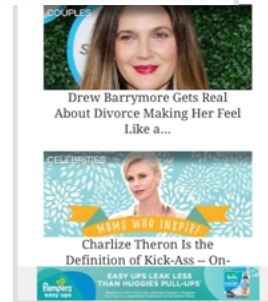 COUPLES
S
Drew Barrymore Gets Real
About Divorce Making Her Feel
Like a...
CELEBRITIES
MOMS WHO INSPIRE
Charlize Theron Is the
Definition of Kick-Ass -- On-
Pampers
easy ups
EASY UPS LEAK LESS
THAN HUGGIES PULL-UPS